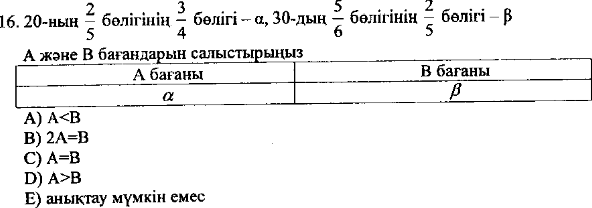 16. 20-нын 2/5 бөлігінің 3/4 бөлігі – α, 30-дың 5/6 бөлігінің 2/5 бөлігі – β
А және В бағандарын салыстырыңыз
А бағаны В бағаны
α β
A) A<B
B) 2A=B
C) A=B
D) A>B
E) анықтау мүмкін емес